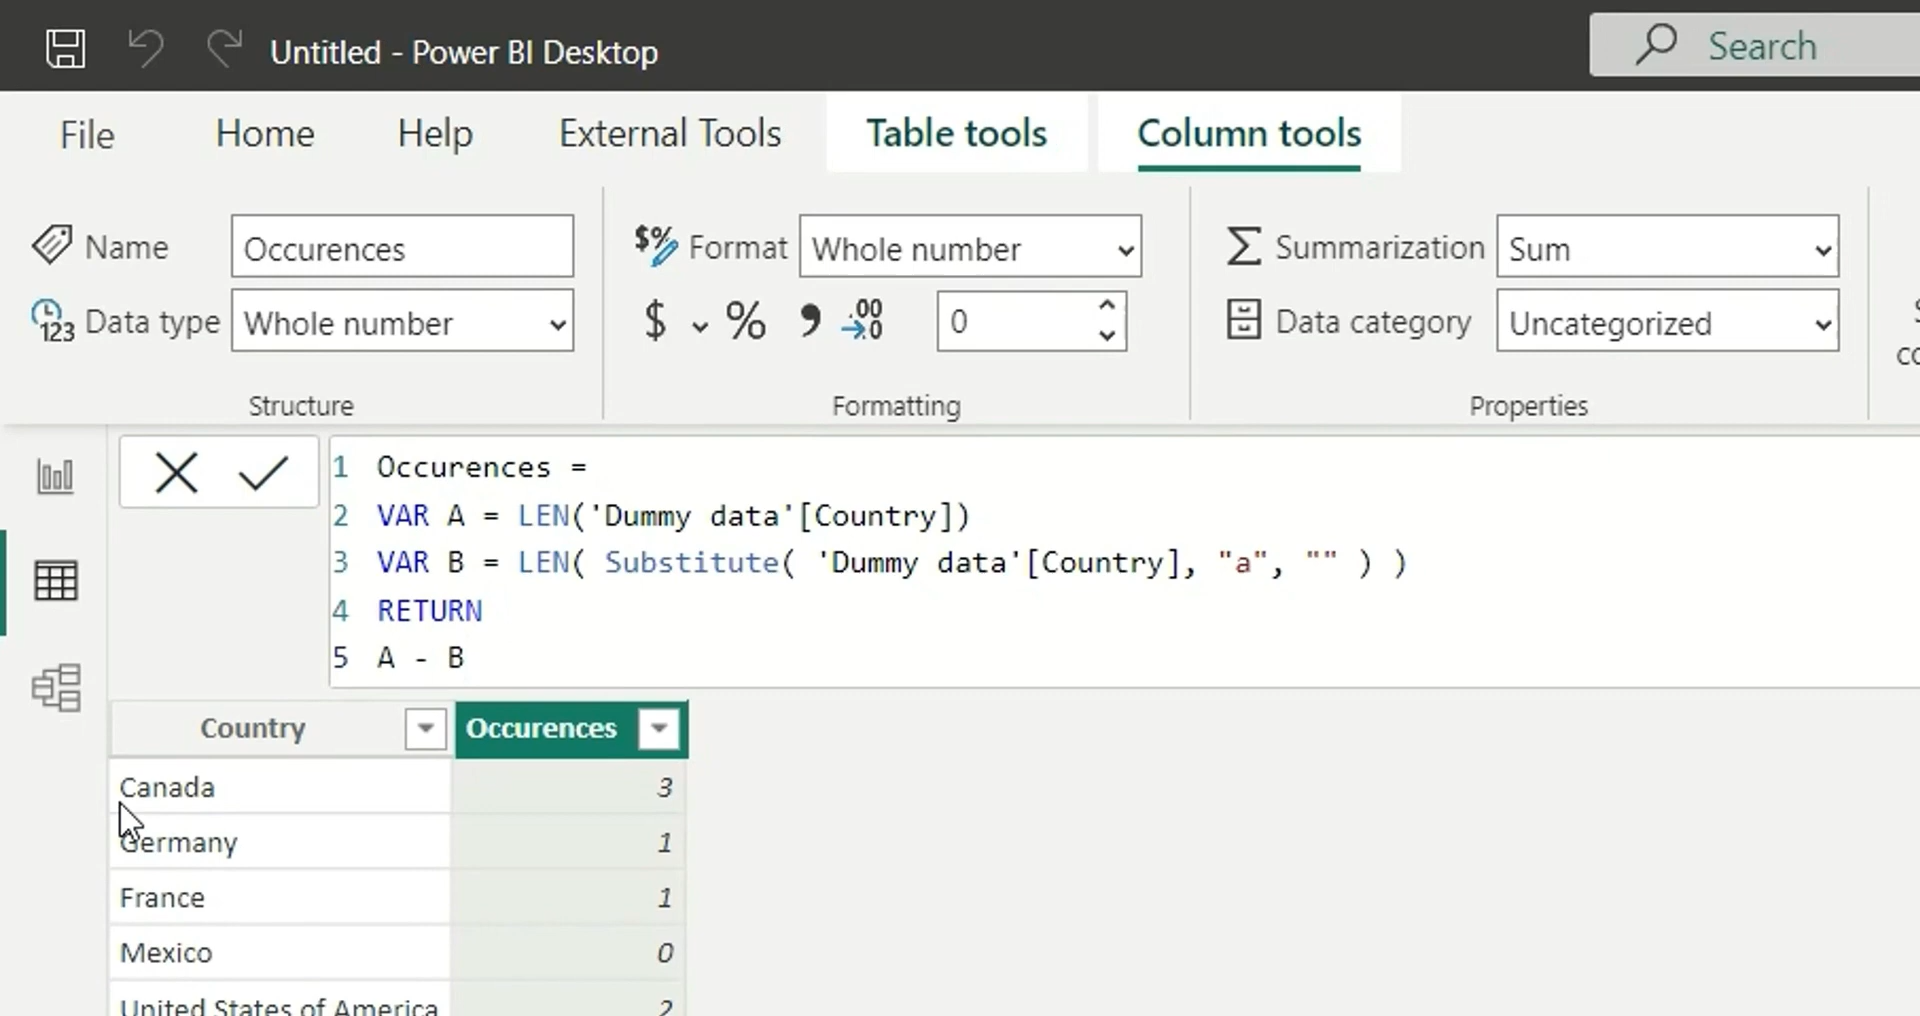 Untitled - Power BI Desktop
Search
File Home Help External Tools Table tools Column tools
Name Occurences $% Format Whole number Summarization Sum
123 Data type Whole number $ % , .00 .0 0 Data category Uncategorized
Structure Formatting Properties
1 Occurences =
2 VAR A = LEN('Dummy data'[Country])
3 VAR B = LEN( Substitute( 'Dummy data'[Country], "a", "" ) )
4 RETURN
5 A - B
Country Occurences
Canada 3
Germany 1
France 1
Mexico 0
United States of America 2